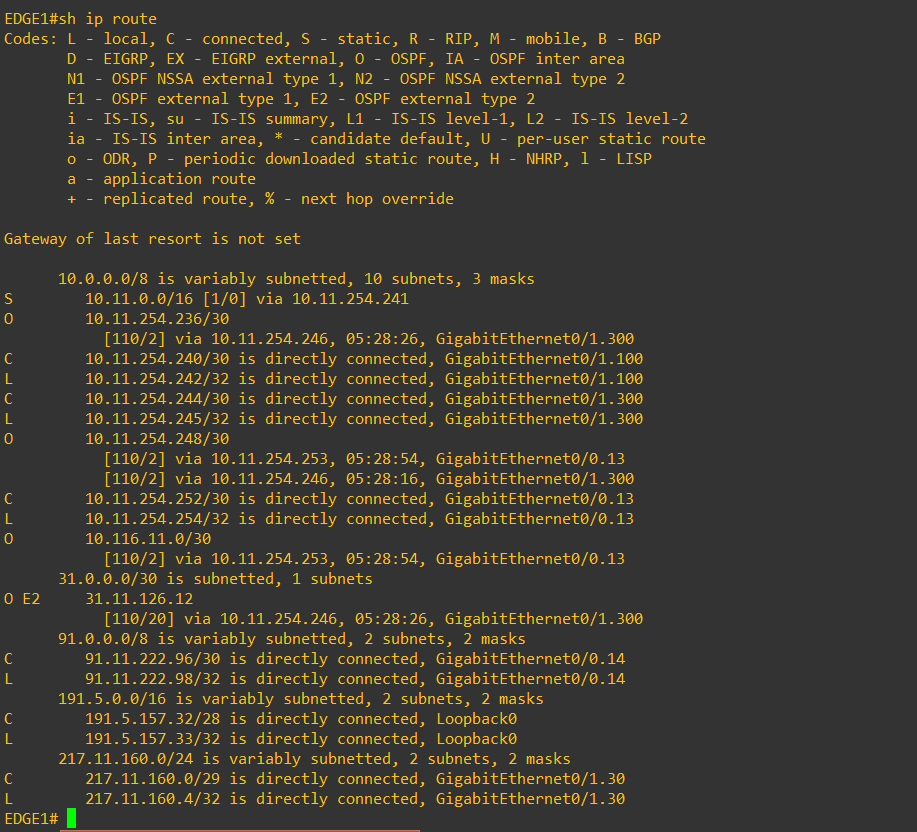 EDGE1#sh ip route
Codes: L - local, C - connected, S - static, R - RIP, M - mobile, B - BGP
       D - EIGRP, EX - EIGRP external, O - OSPF, IA - OSPF inter area
       N1 - OSPF NSSA external type 1, N2 - OSPF NSSA external type 2
       E1 - OSPF external type 1, E2 - OSPF external type 2
       i - IS-IS, su - IS-IS summary, L1 - IS-IS level-1, L2 - IS-IS level-2
       ia - IS-IS inter area, * - candidate default, U - per-user static route
       o - ODR, P - periodic downloaded static route, H - NHRP, l - LISP
       a - application route
       + - replicated route, % - next hop override

Gateway of last resort is not set

      10.0.0.0/8 is variably subnetted, 10 subnets, 3 masks
S        10.11.0.0/16 [1/0] via 10.11.254.241
O        10.11.254.236/30
           [110/2] via 10.11.254.246, 05:28:26, GigabitEthernet0/1.300
C        10.11.254.240/30 is directly connected, GigabitEthernet0/1.100
L        10.11.254.242/32 is directly connected, GigabitEthernet0/1.100
C        10.11.254.244/30 is directly connected, GigabitEthernet0/1.300
L        10.11.254.245/32 is directly connected, GigabitEthernet0/1.300
O        10.11.254.248/30
           [110/2] via 10.11.254.253, 05:28:54, GigabitEthernet0/0.13
           [110/2] via 10.11.254.246, 05:28:16, GigabitEthernet0/1.300
C        10.11.254.252/30 is directly connected, GigabitEthernet0/0.13
L        10.11.254.254/32 is directly connected, GigabitEthernet0/0.13
O        10.116.11.0/30
           [110/2] via 10.11.254.253, 05:28:54, GigabitEthernet0/0.13
      31.0.0.0/30 is subnetted, 1 subnets
O E2     31.11.126.12
           [110/20] via 10.11.254.246, 05:28:26, GigabitEthernet0/1.300
      91.0.0.0/8 is variably subnetted, 2 subnets, 2 masks
C        91.11.222.96/30 is directly connected, GigabitEthernet0/0.14
L        91.11.222.98/32 is directly connected, GigabitEthernet0/0.14
      191.5.0.0/16 is variably subnetted, 2 subnets, 2 masks
C        191.5.157.32/28 is directly connected, Loopback0
L        191.5.157.33/32 is directly connected, Loopback0
      217.11.160.0/24 is variably subnetted, 2 subnets, 2 masks
C        217.11.160.0/29 is directly connected, GigabitEthernet0/1.30
L        217.11.160.4/32 is directly connected, GigabitEthernet0/1.30
EDGE1#